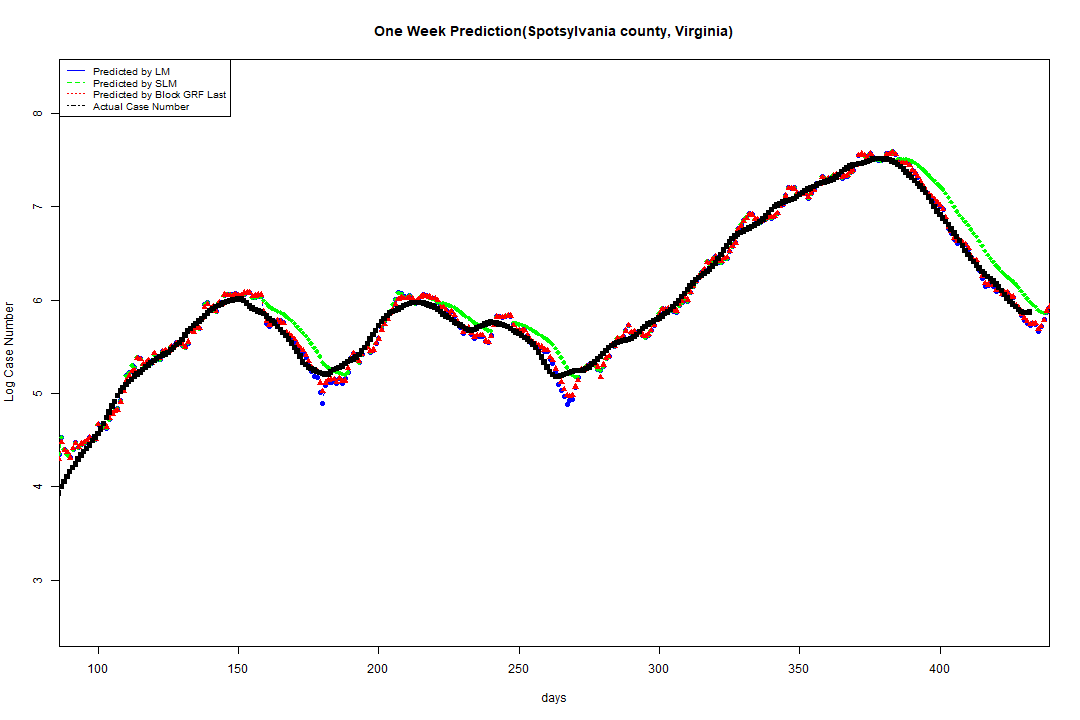 One Week Prediction(Spotsylvania county, Virginia)
Predicted by LM
Predicted by SLM
Predicted by Block GRF Last
Actual Case Number
8
7
6
5
4
3
Log Case Number
100 150 200 250 300 350 400
days